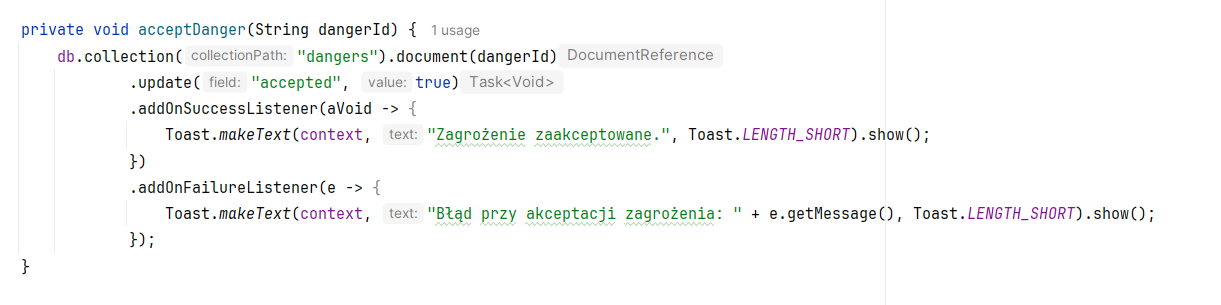 private void acceptDanger(String dangerId) { 1 usage
db.collection( collectionPath: "dangers").document(dangerId) DocumentReference
.update( field: "accepted", value: true) Task<Void>
.addOnSuccessListener(aVoid -> {
Toast.makeText(context, text: "Zagrożenie zaakceptowane.", Toast.LENGTH_SHORT).show();
})
.addOnFailureListener(e -> {
Toast.makeText(context, text: "Błąd przy akceptacji zagrożenia: " + e.getMessage(), Toast.LENGTH_SHORT).show();
});
}